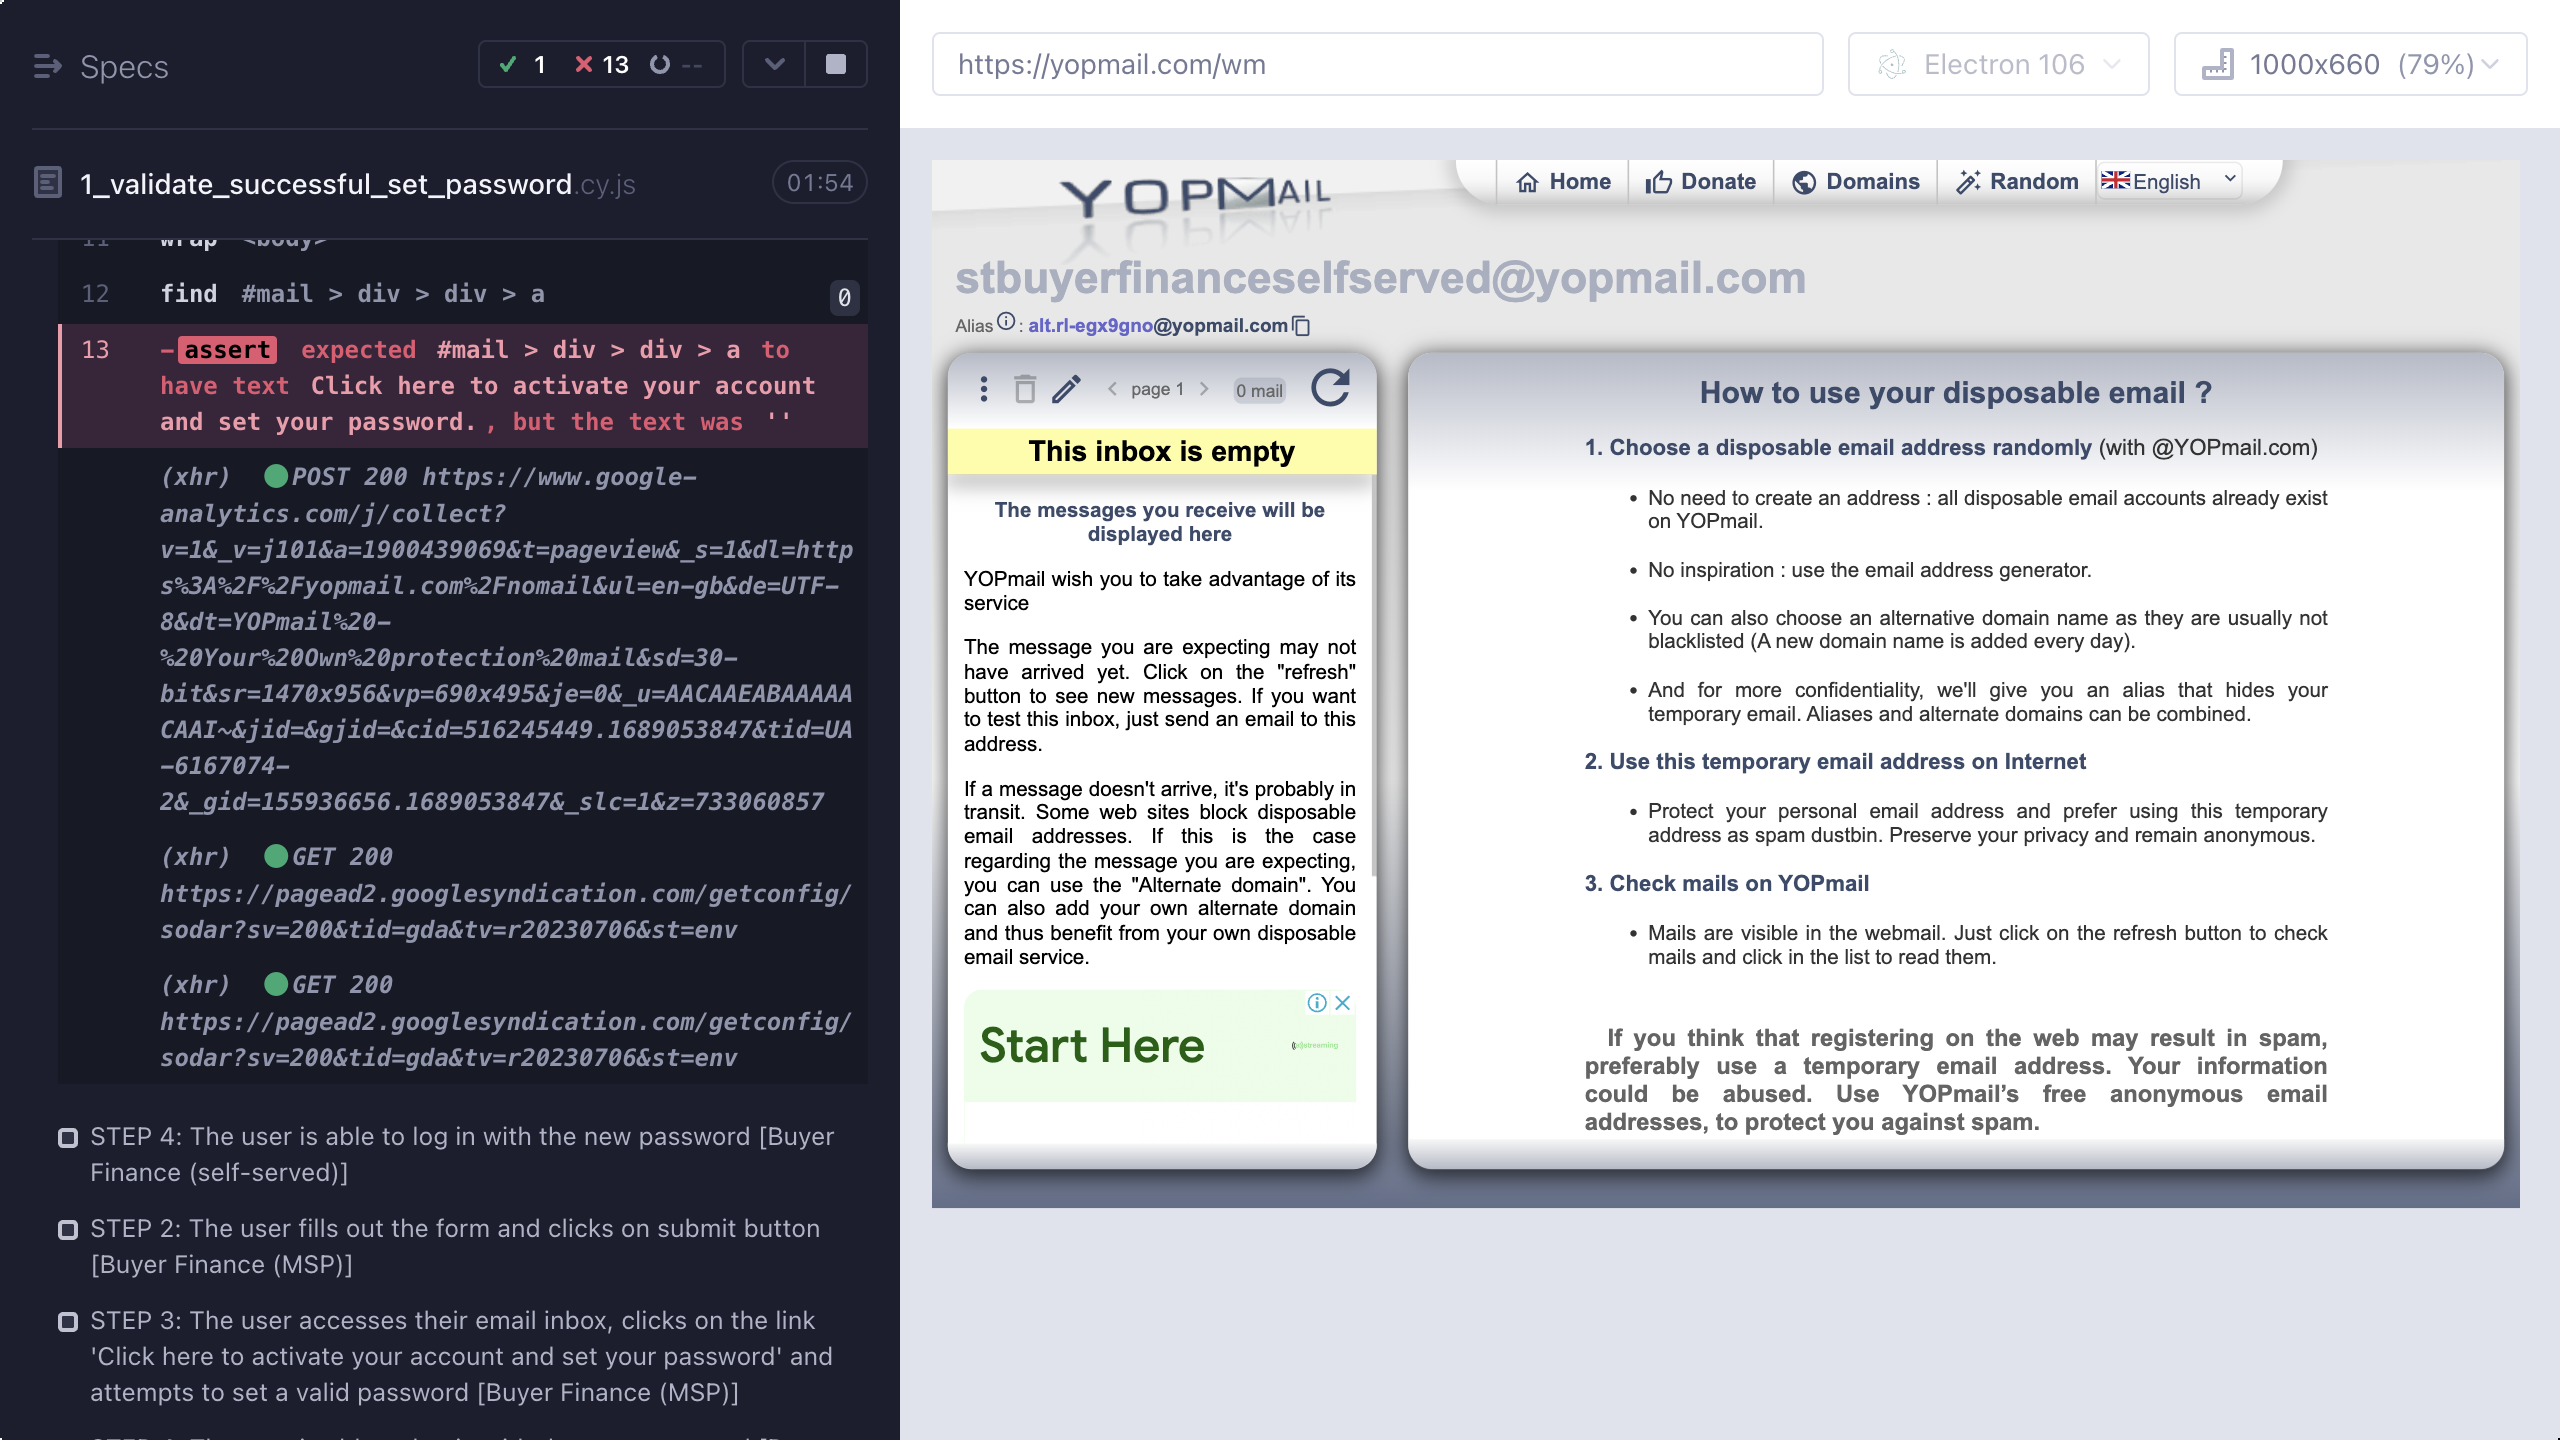 Specs
1
13
--
1_validate_successful_set_password.cy.js
01:54
11 wrap <body>
12 find #mail > div > div > a
0
13 -assert expected #mail > div > div > a to
have text Click here to activate your account
and set your password. , but the text was ''
(xhr) POST 200 https://www.google-
analytics.com/j/collect?
v=1&_v=j101&a=1900439069&t=pageview&_s=1&dl=http
s%3A%2F%2Fyopmail.com%2Fnomail&ul=en-gb&de=UTF-
8&dt=YOPmail%20-
%20Your%20Own%20protection%20mail&sd=30-
bit&sr=1470x956&vp=690x495&je=0&_u=AACAAEABAAAAA
CAAI~&jid=&gjid=&cid=516245449.1689053847&tid=UA
-6167074-
2&_gid=155936656.1689053847&_slc=1&z=733060857
(xhr) GET 200
https://pagead2.googlesyndication.com/getconfig/
sodar?sv=200&tid=gda&tv=r20230706&st=env
(xhr) GET 200
https://pagead2.googlesyndication.com/getconfig/
sodar?sv=200&tid=gda&tv=r20230706&st=env
STEP 4: The user is able to log in with the new password [Buyer
Finance (self-served)]
STEP 2: The user fills out the form and clicks on submit button
[Buyer Finance (MSP)]
STEP 3: The user accesses their email inbox, clicks on the link
'Click here to activate your account and set your password' and
attempts to set a valid password [Buyer Finance (MSP)]
https://yopmail.com/wm
Electron 106
1000x660 (79%)
YOPMAIL
Home
Donate
Domains
Random
English
stbuyerfinanceselfserved@yopmail.com
Alias : alt.rl-egx9gno@yopmail.com
page 1
0 mail
This inbox is empty
The messages you receive will be
displayed here
YOPmail wish you to take advantage of its
service
The message you are expecting may not
have arrived yet. Click on the "refresh"
button to see new messages. If you want
to test this inbox, just send an email to this
address.
If a message doesn't arrive, it's probably in
transit. Some web sites block disposable
email addresses. If this is the case
regarding the message you are expecting,
you can use the "Alternate domain". You
can also add your own alternate domain
and thus benefit from your own disposable
email service.
Start Here
How to use your disposable email ?
1. Choose a disposable email address randomly (with @YOPmail.com)
• No need to create an address : all disposable email accounts already exist
on YOPmail.
• No inspiration : use the email address generator.
• You can also choose an alternative domain name as they are usually not
blacklisted (A new domain name is added every day).
• And for more confidentiality, we'll give you an alias that hides your
temporary email. Aliases and alternate domains can be combined.
2. Use this temporary email address on Internet
• Protect your personal email address and prefer using this temporary
address as spam dustbin. Preserve your privacy and remain anonymous.
3. Check mails on YOPmail
• Mails are visible in the webmail. Just click on the refresh button to check
mails and click in the list to read them.
If you think that registering on the web may result in spam,
preferably use a temporary email address. Your information
could be abused. Use YOPmail’s free anonymous email
addresses, to protect you against spam.